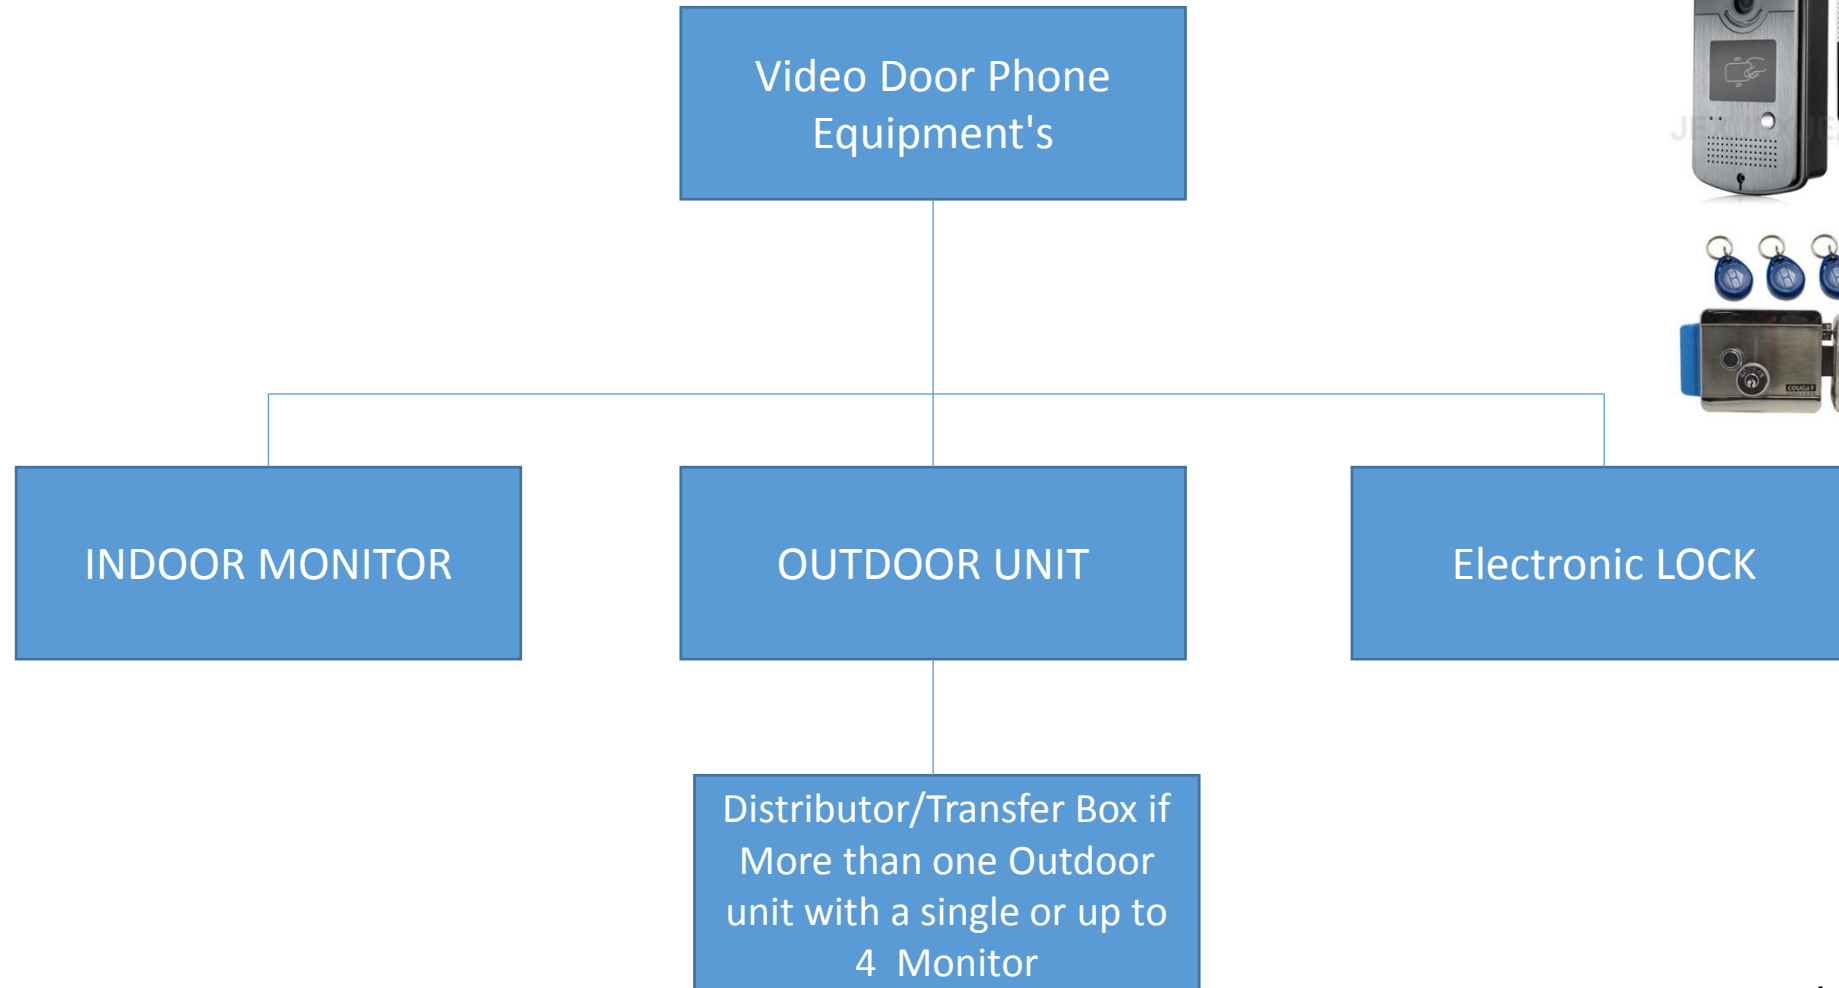 Video Door Phone
Equipment's
INDOOR MONITOR
OUTDOOR UNIT
Electronic LOCK
Distributor/Transfer Box if
More than one Outdoor
unit with a single or up to
4 Monitor